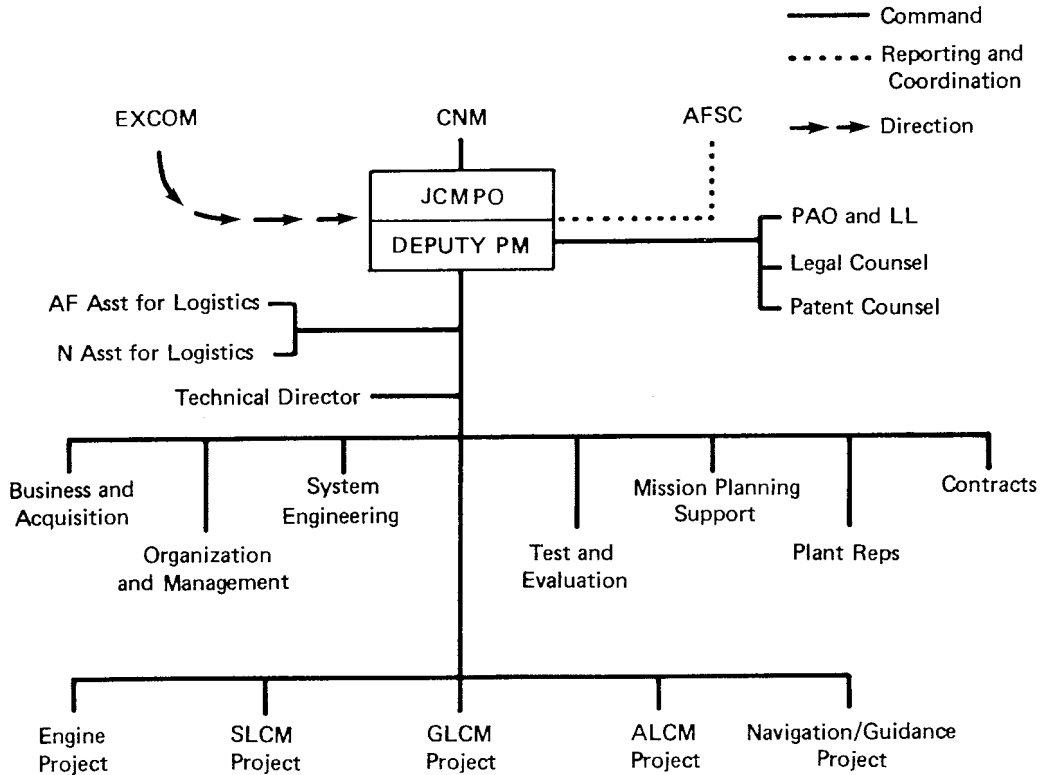 Command
Reporting and
Coordination
Direction
EXCOM
CNM
AFSC
JCMPO
DEPUTY PM
PAO and LL
Legal Counsel
Patent Counsel
AF Asst for Logistics
N Asst for Logistics
Technical Director
Business and
Acquisition
Organization
and Management
System
Engineering
Test and
Evaluation
Mission Planning
Support
Plant Reps
Contracts
Engine
Project
SLCM
Project
GLCM
Project
ALCM
Project
Navigation/Guidance
Project